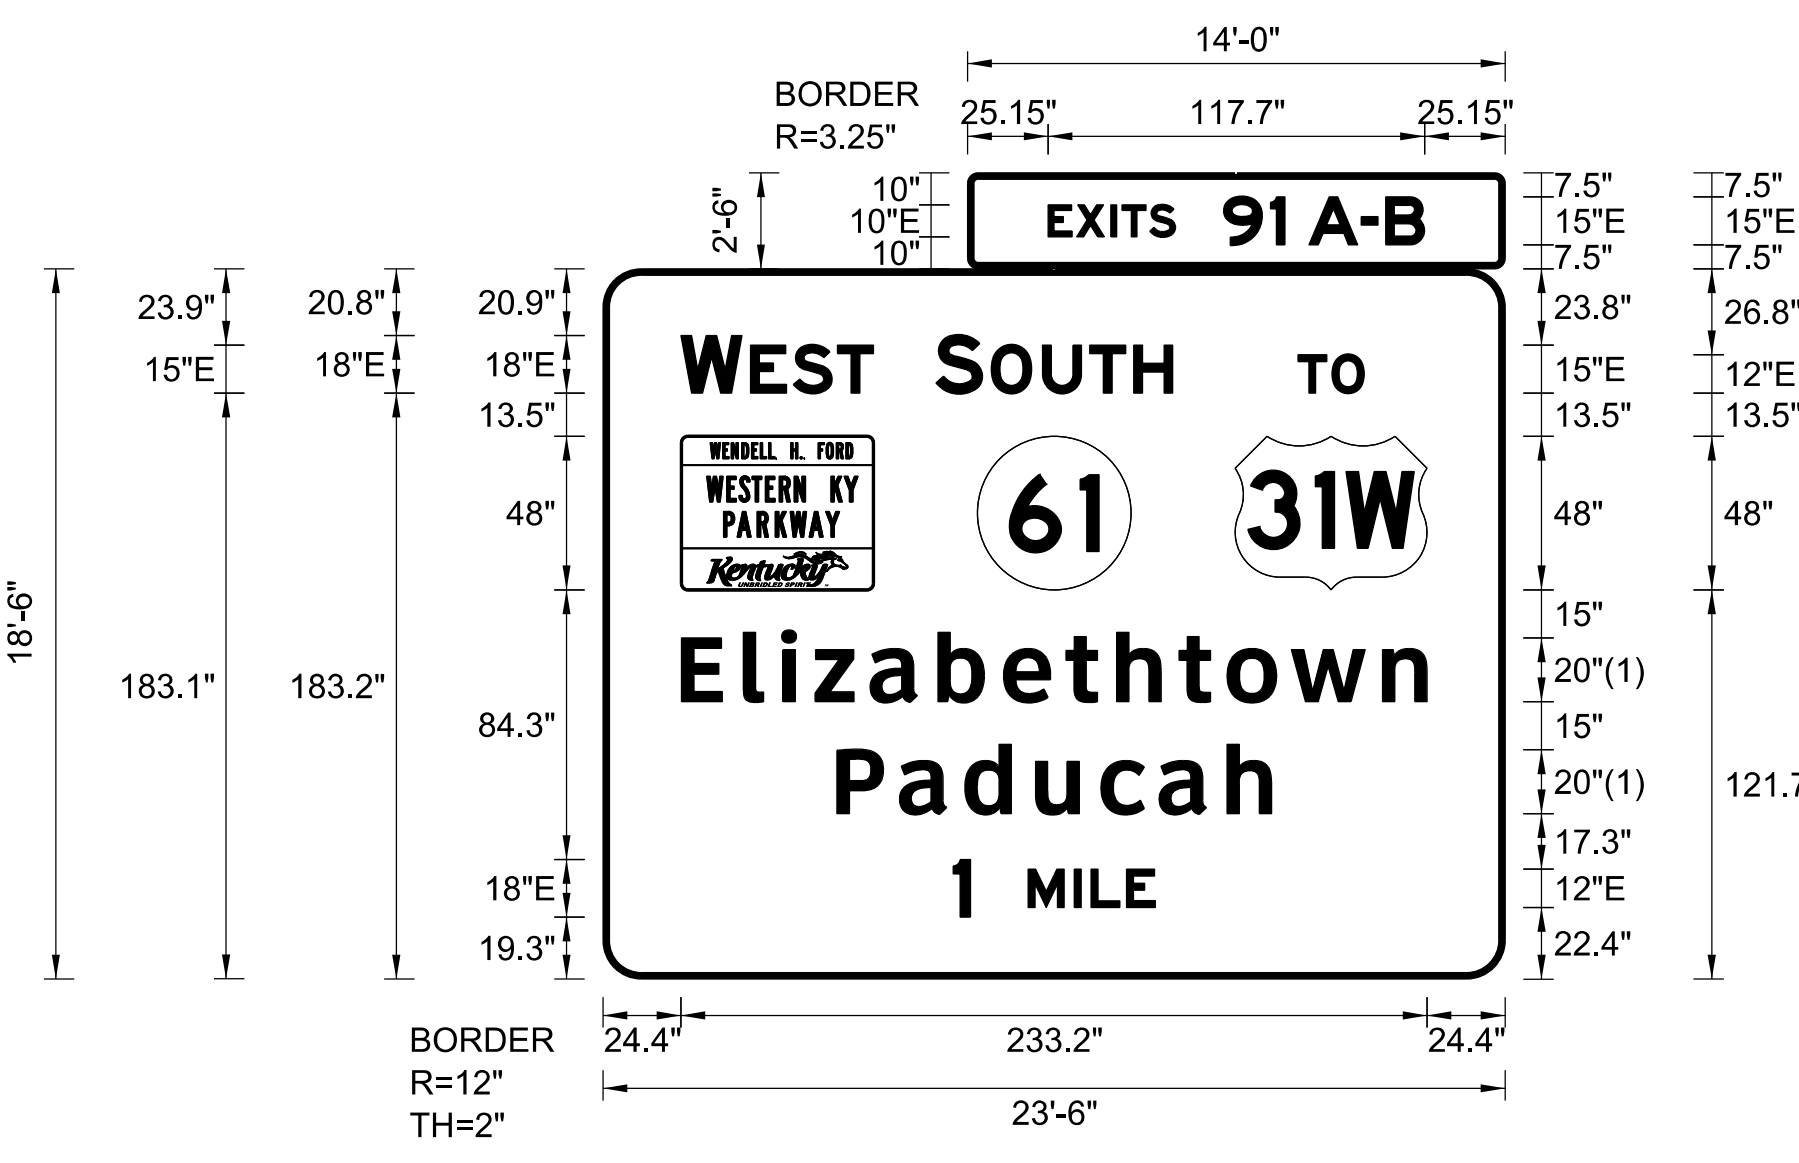 14'-0"
BORDER
R=3.25"
25.15" 117.7" 25.15"
2'-6"
10"
10"E
10"
EXITS 91 A-B
7.5"
15"E
7.5"
7.5"
15"E
7.5"
18'-6"
23.9"
15"E
183.1"
20.8"
18"E
183.2"
20.9"
18"E
13.5"
48"
84.3"
18"E
19.3"
WEST SOUTH TO
WENDELL H. FORD
WESTERN KY
PARKWAY
Kentucky
UNBRIDLED SPIRIT
61
31W
Elizabethtown
Paducah
1 MILE
23.8"
15"E
13.5"
48"
15"
20"(1)
15"
20"(1)
17.3"
12"E
22.4"
26.8"
12"E
13.5"
48"
121.7
BORDER
R=12"
TH=2"
24.4" 233.2" 24.4"
23'-6"